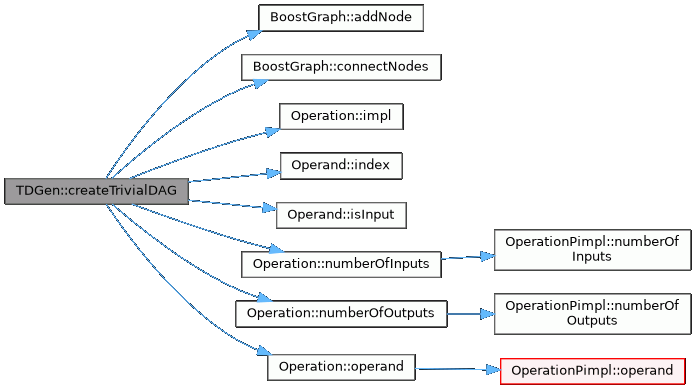 BoostGraph::addNode
BoostGraph::connectNodes
Operation::impl
Operand::index
TDGen::createTrivialDAG
Operand::isInput
OperationPimpl::numberOf
Inputs
Operation::numberOfInputs
OperationPimpl::numberOf
Outputs
Operation::numberOfOutputs
Operation::operand
OperationPimpl::operand